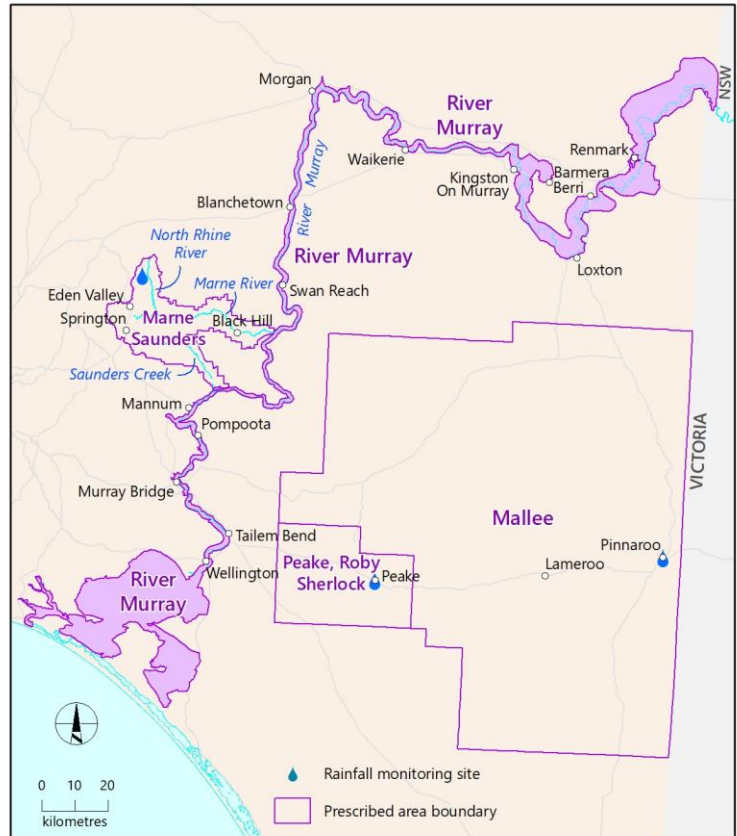 NSW
Morgan
River
Murray
Renmark
Waikerie
Kingston
On Murray
Barmera
Berri
River Murray
Blanchetown
North Rhine
River
River Murray
Loxton
Marne River
Swan Reach
Eden Valley
Springton
Marne
Saunders
Black Hill
Saunders Creek
Mannum
Pompoota
VICTORIA
Murray Bridge
Mallee
Tailem Bend
Pinnaroo
Peake, Roby
Sherlock
Peake
Lameroo
Wellington
River
Murray
N
0 10 20
kilometres
Rainfall monitoring site
Prescribed area boundary